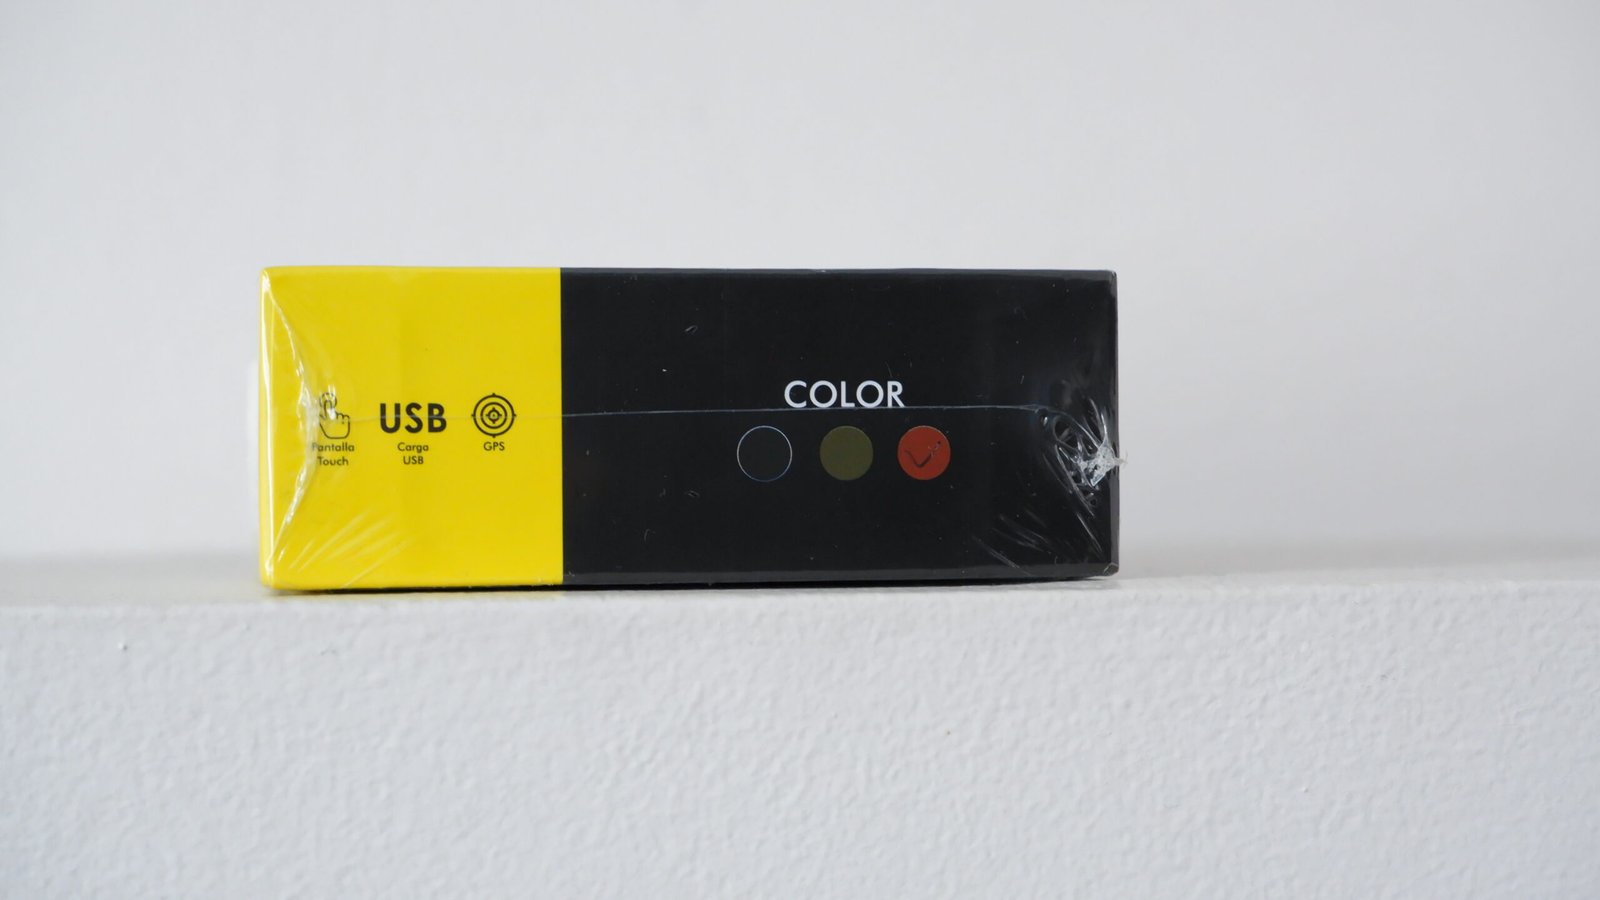 Pantalla
Touch
USB
Carga
USB
GPS
COLOR